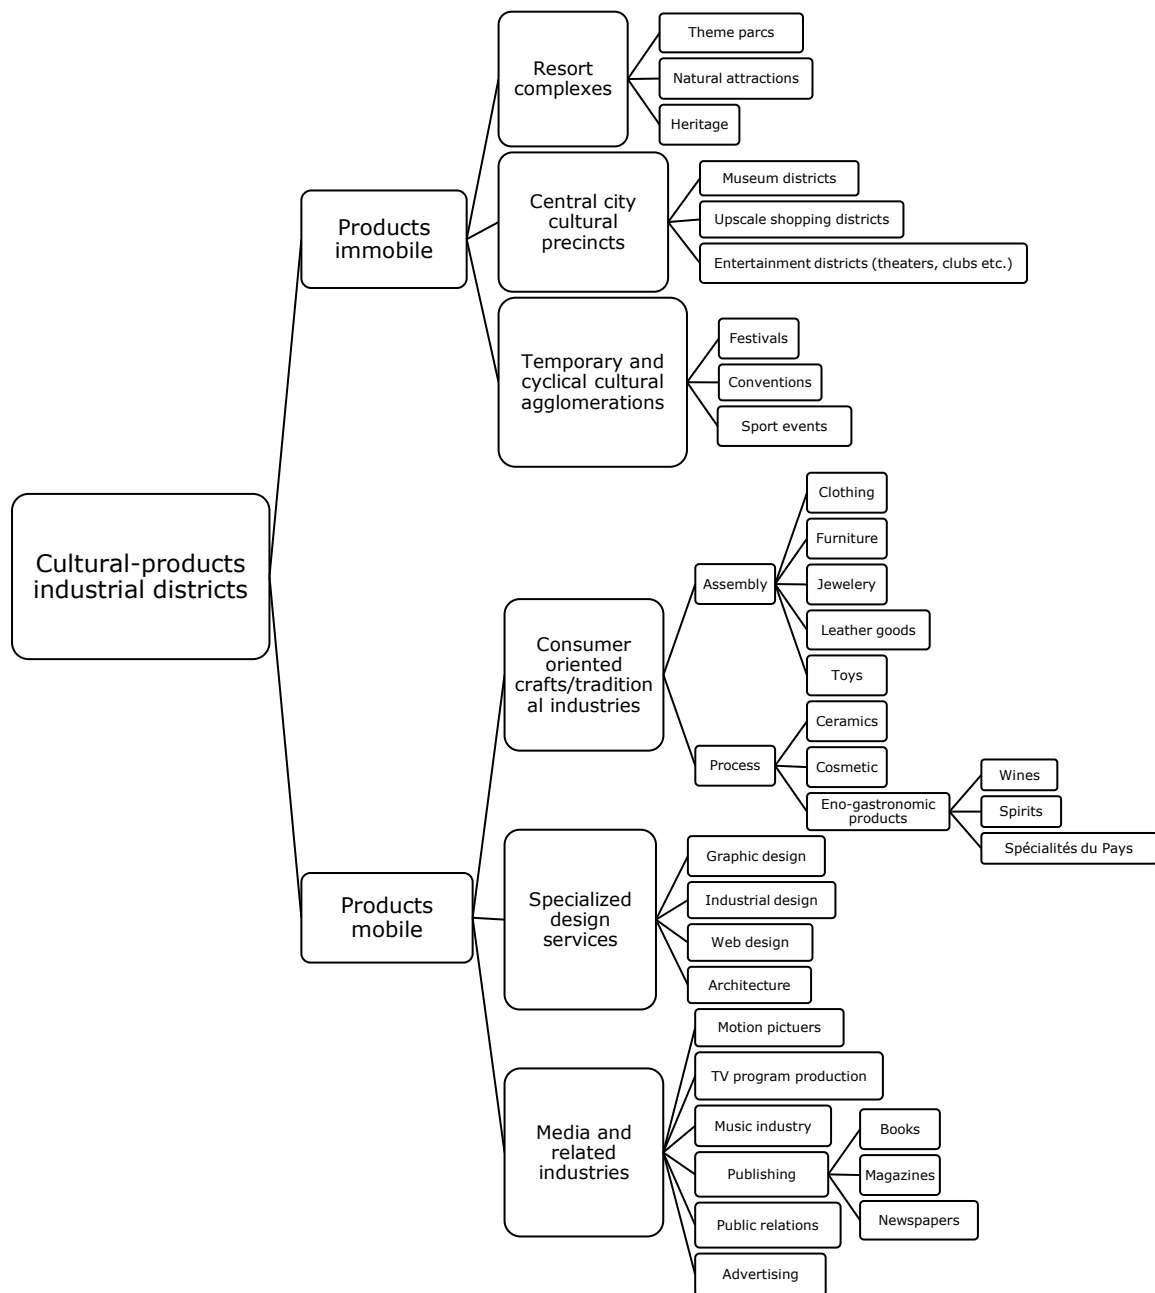 Cultural-products
industrial districts
Products
immobile
Resort
complexes
Theme parcs
Natural attractions
Heritage
Central city
cultural
precincts
Museum districts
Upscale shopping districts
Entertainment districts (theaters, clubs etc.)
Temporary and
cyclical cultural
agglomerations
Festivals
Conventions
Sport events
Products
mobile
Consumer
oriented
crafts/tradition
al industries
Assembly
Clothing
Furniture
Jewelery
Leather goods
Toys
Process
Ceramics
Cosmetic
Eno-gastronomic
products
Wines
Spirits
Spécialités du Pays
Specialized
design
services
Graphic design
Industrial design
Web design
Architecture
Media and
related
industries
Motion pictuers
TV program production
Music industry
Publishing
Books
Magazines
Newspapers
Public relations
Advertising